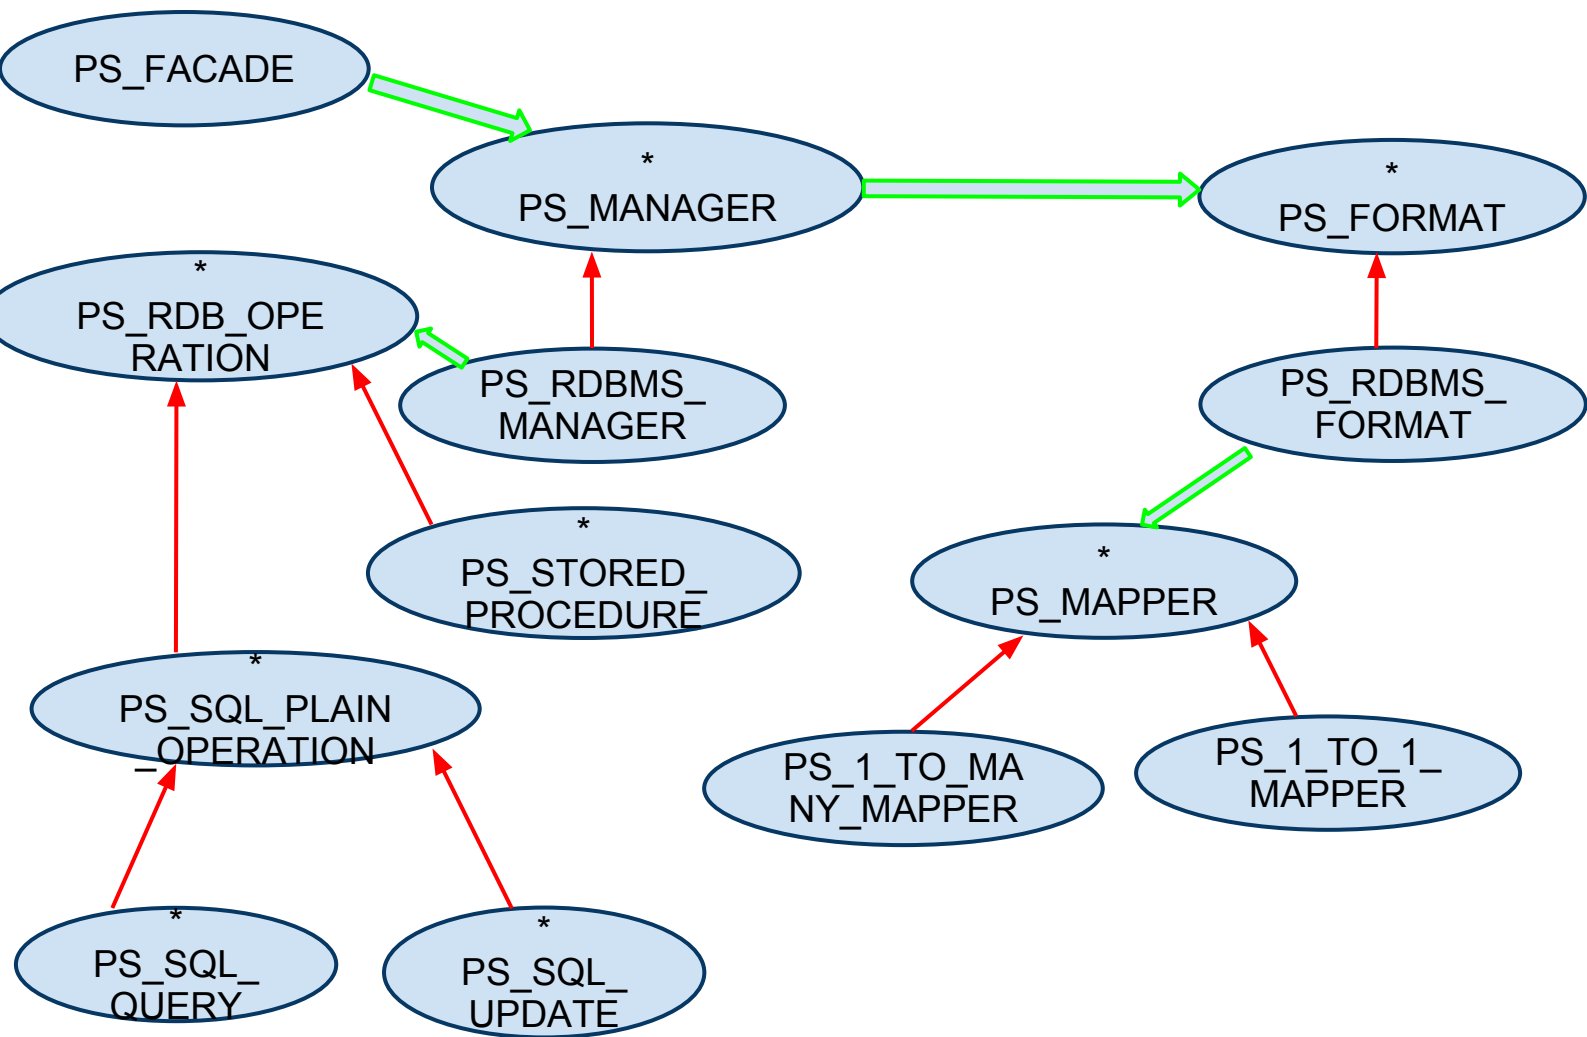 PS_FACADE
*
PS_MANAGER
*
PS_FORMAT
*
PS_RDB_OPE
RATION
PS_RDBMS_
MANAGER
PS_RDBMS_
FORMAT
*
PS_STORED_
PROCEDURE
*
PS_MAPPER
*
PS_SQL_PLAIN
_OPERATION
PS_1_TO_MA
NY_MAPPER
PS_1_TO_1_
MAPPER
*
PS_SQL_
QUERY
*
PS_SQL_
UPDATE